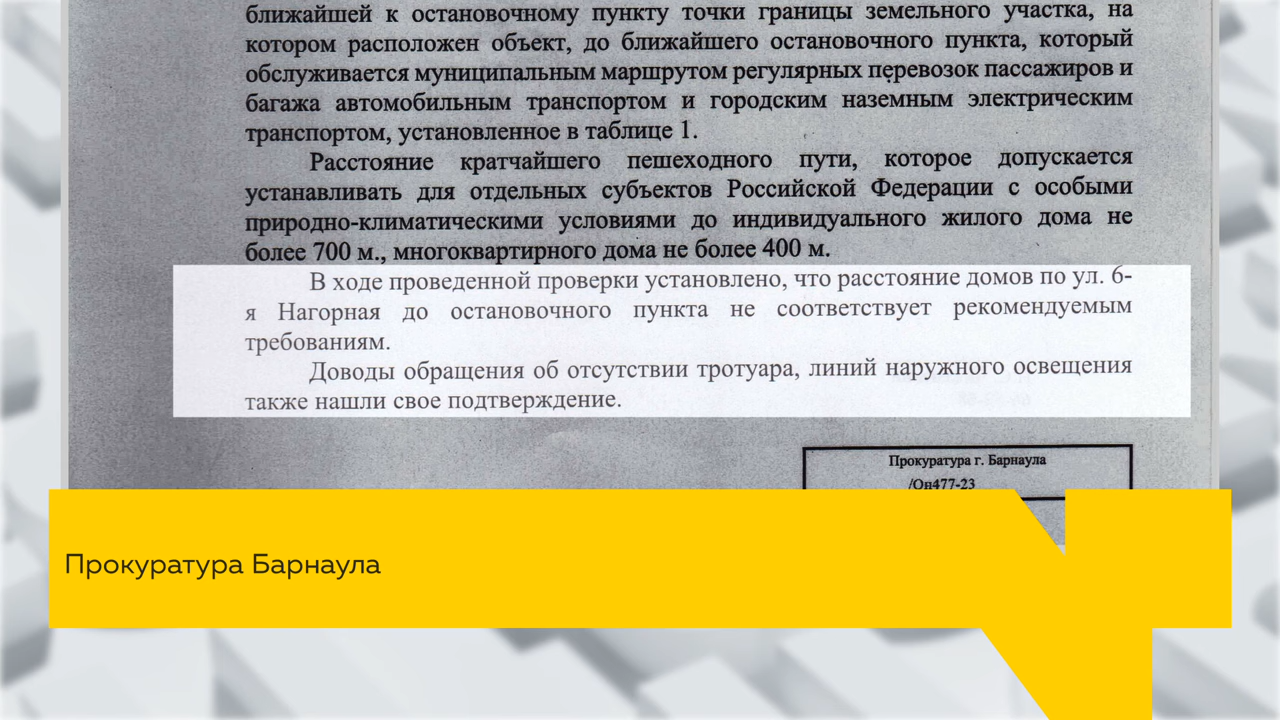 ближайшей к остановочному пункту точки границы земельного участка, на
котором расположен объект, до ближайшего остановочного пункта, который
обслуживается муниципальным маршрутом регулярных перевозок пассажиров и
багажа автомобильным транспортом и городским наземным электрическим
транспортом, установленное в таблице 1.
Расстояние кратчайшего пешеходного пути, которое допускается
устанавливать для отдельных субъектов Российской Федерации с особыми
природно-климатическими условиями до индивидуального жилого дома не
более 700 м., многоквартирного дома не более 400 м.
В ходе проведенной проверки установлено, что расстояние домов по ул. 6-
я Нагорная до остановочного пункта не соответствует рекомендуемым
требованиям.
Доводы обращения об отсутствии тротуара, линий наружного освещения
также нашли свое подтверждение.
Прокуратура г. Барнаула
/Он477-23
Прокуратура Барнаула